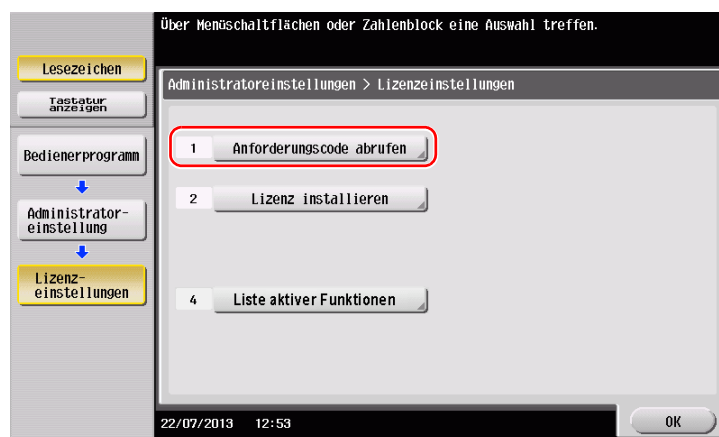 Über Menüschaltflächen oder Zahlenblock eine Auswahl treffen.
Lesezeichen
Tastatur
anzeigen
Bedienerprogramm
Administrator-
einstellung
Lizenz-
einstellungen
Administratoreinstellungen > Lizenzeinstellungen
1 Anforderungscode abrufen
2 Lizenz installieren
4 Liste aktiver Funktionen
22/07/2013 12:53
OK